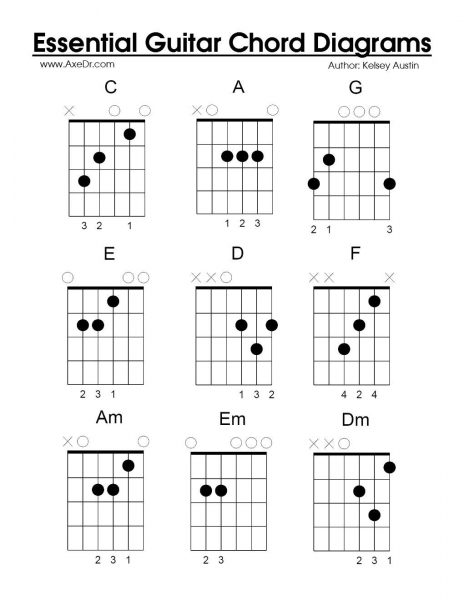 Essential Guitar Chord Diagrams
www.AxeDr.com Author: Kelsey Austin
C A G
3 2 1 1 2 3 2 1 3
E D F
2 3 1 1 3 2 4 2 4
Am Em Dm
2 3 1 2 3 2 3 1